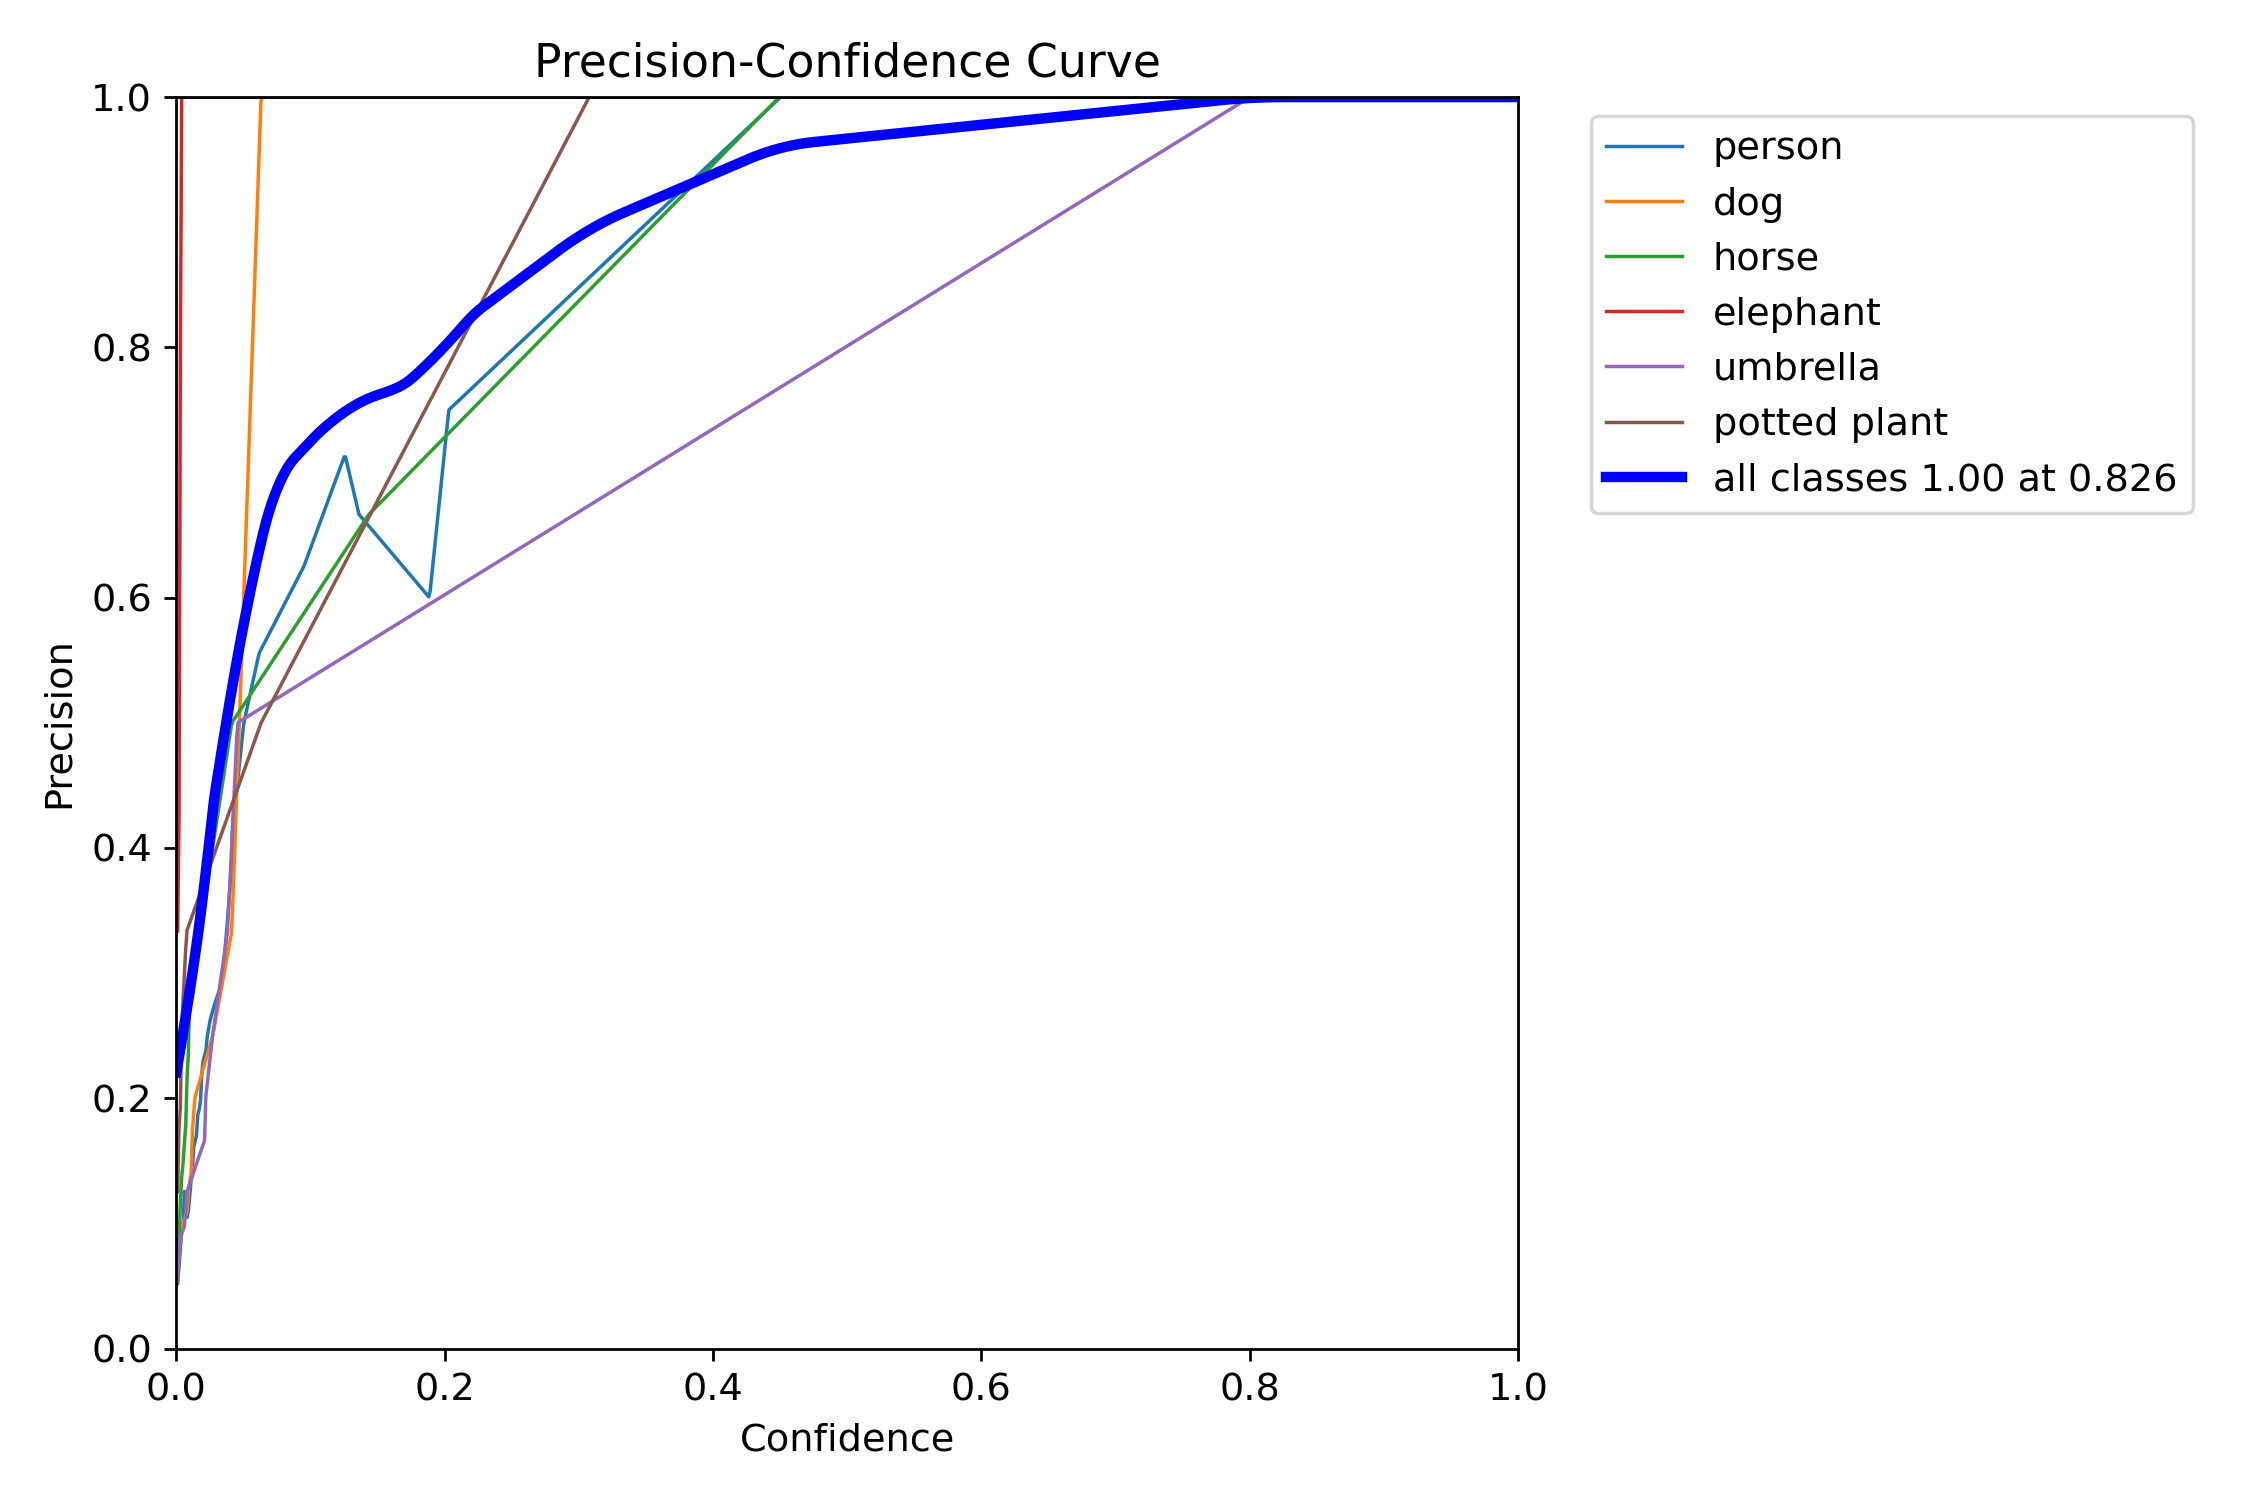 Precision-Confidence Curve
1.0
0.8
0.6
0.4
0.2
0.0
Precision
0.0 0.2 0.4 0.6 0.8 1.0
Confidence
person
dog
horse
elephant
umbrella
potted plant
all classes 1.00 at 0.826